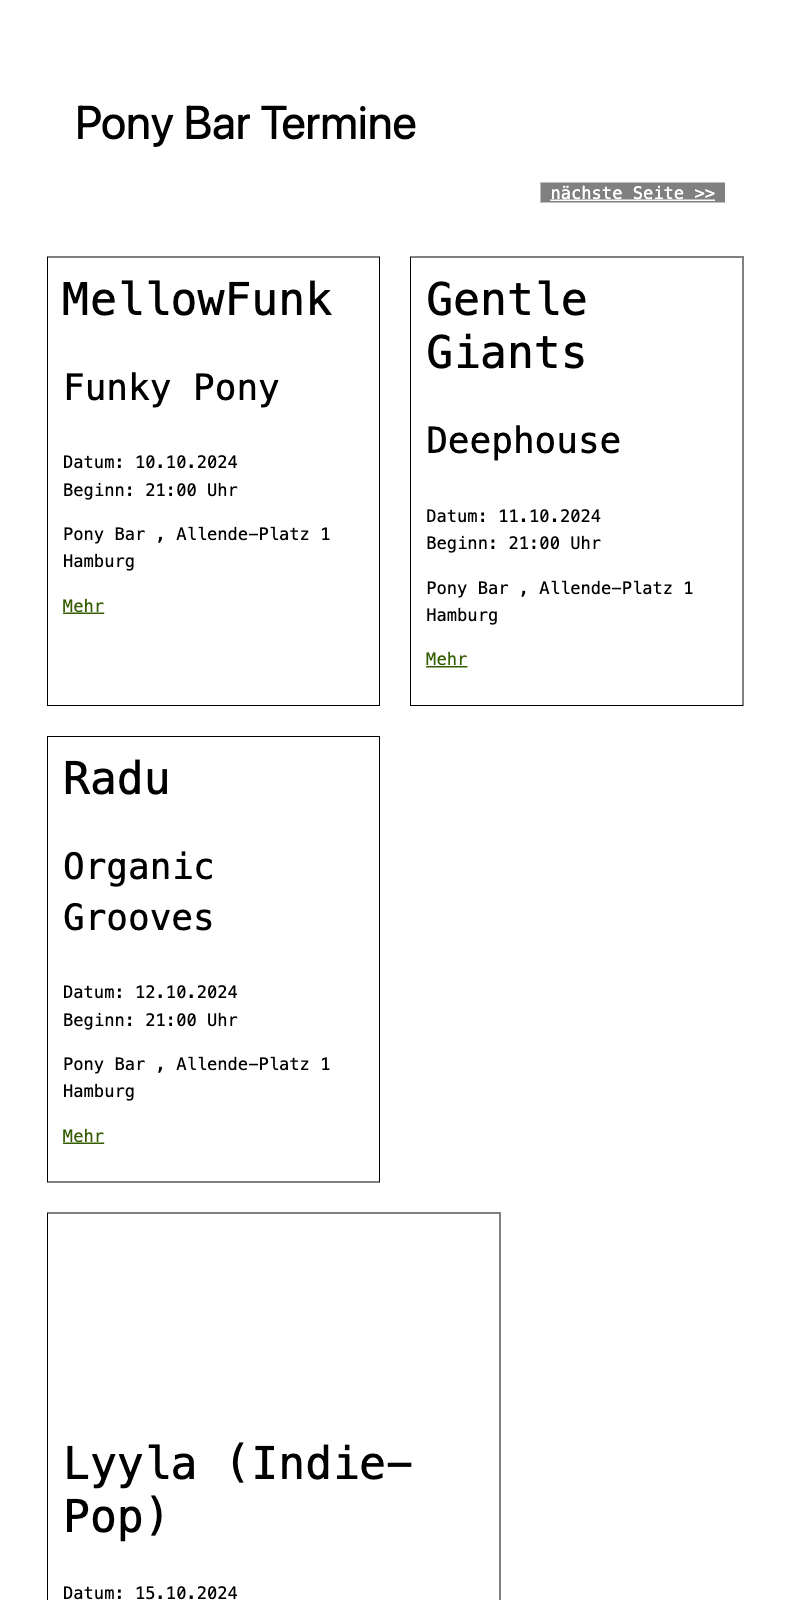 Pony Bar Termine
nächste Seite >>
MellowFunk
Funky Pony
Datum: 10.10.2024
Beginn: 21:00 Uhr
Pony Bar , Allende-Platz 1
Hamburg
Mehr
Gentle
Giants
Deephouse
Datum: 11.10.2024
Beginn: 21:00 Uhr
Pony Bar , Allende-Platz 1
Hamburg
Mehr
Radu
Organic
Grooves
Datum: 12.10.2024
Beginn: 21:00 Uhr
Pony Bar , Allende-Platz 1
Hamburg
Mehr
Lyyla (Indie-
Pop)
Datum: 15.10.2024